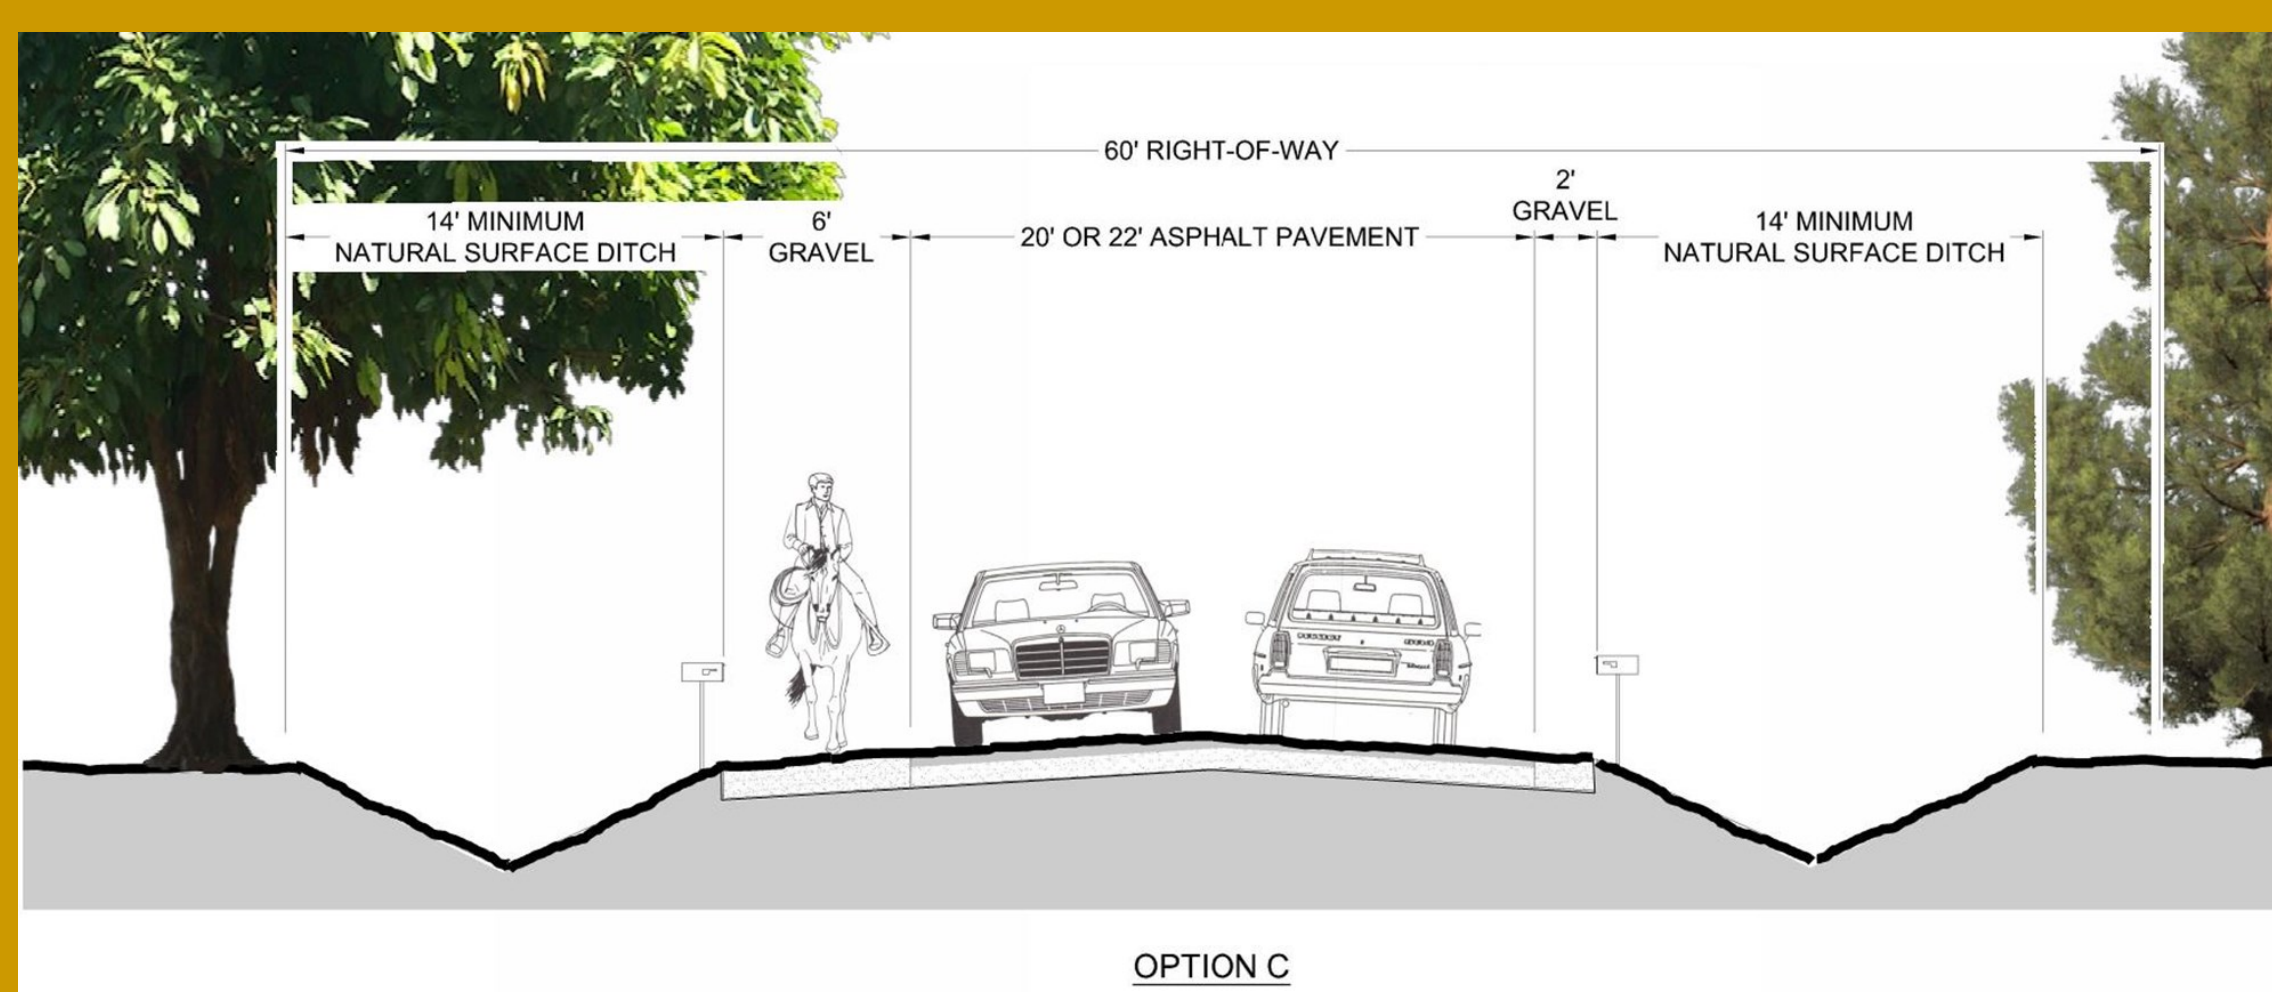 60' RIGHT-OF-WAY
2'
GRAVEL
14' MINIMUM
NATURAL SURFACE DITCH
6'
GRAVEL
20' OR 22' ASPHALT PAVEMENT
14' MINIMUM
NATURAL SURFACE DITCH
OPTION C